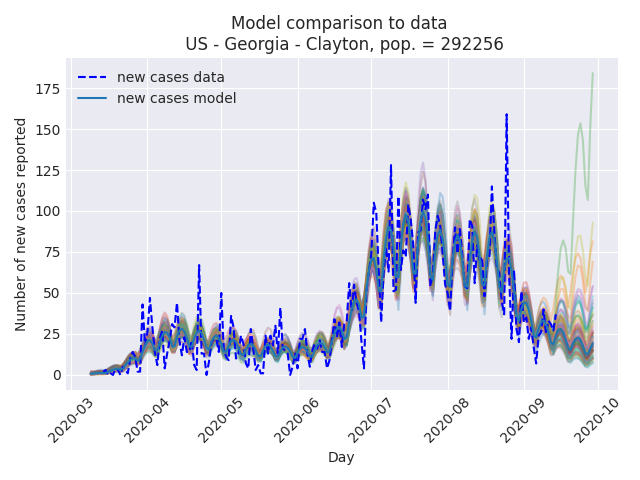 Model comparison to data
US - Georgia - Clayton, pop. = 292256
new cases data
new cases model
Number of new cases reported
175
150
125
100
75
50
25
0
2020-03
2020-04
2020-05
2020-06
2020-07
2020-08
2020-09
2020-10
Day